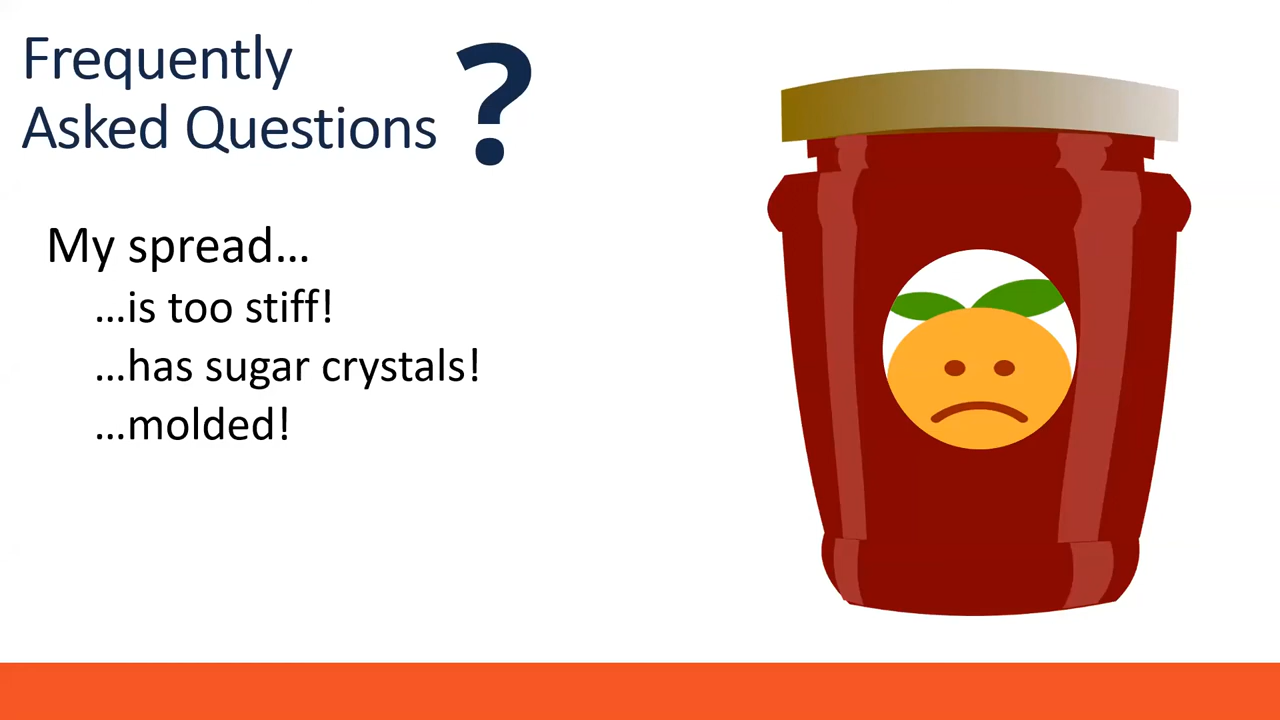 Frequently
Asked Questions ?
My spread…
…is too stiff!
…has sugar crystals!
…molded!